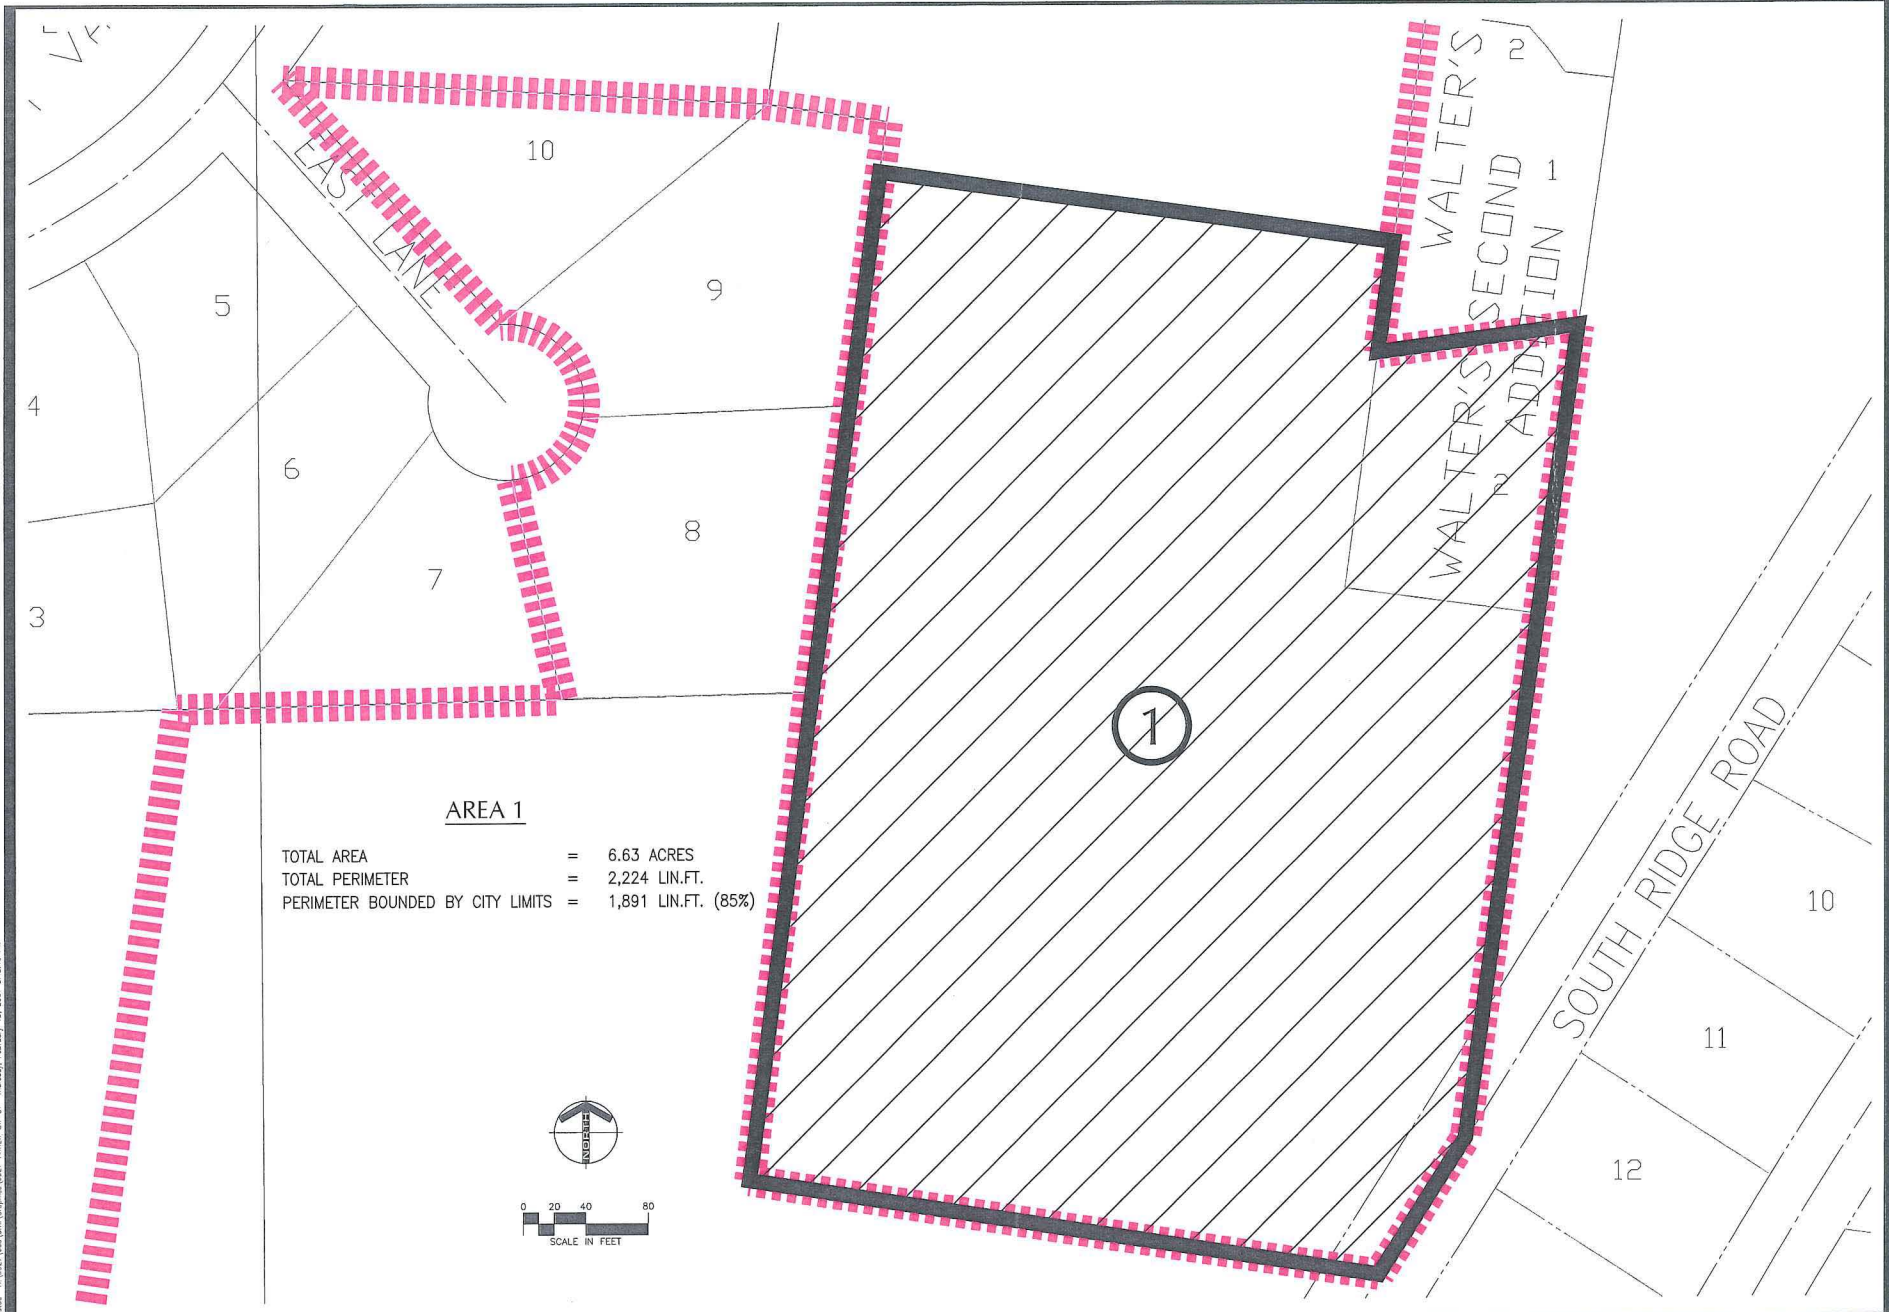 2
WALTER'S
1
10
EAST LANE
WALTER'S SECOND
ADDITION
9
5
4
6
2
8
7
3
1
SOUTH RIDGE ROAD
AREA 1
TOTAL AREA = 6.63 ACRES
TOTAL PERIMETER = 2,224 LIN.FT.
PERIMETER BOUNDED BY CITY LIMITS = 1,891 LIN.FT. (85%)
10
11
NORTH
12
0 20 40 80
SCALE IN FEET